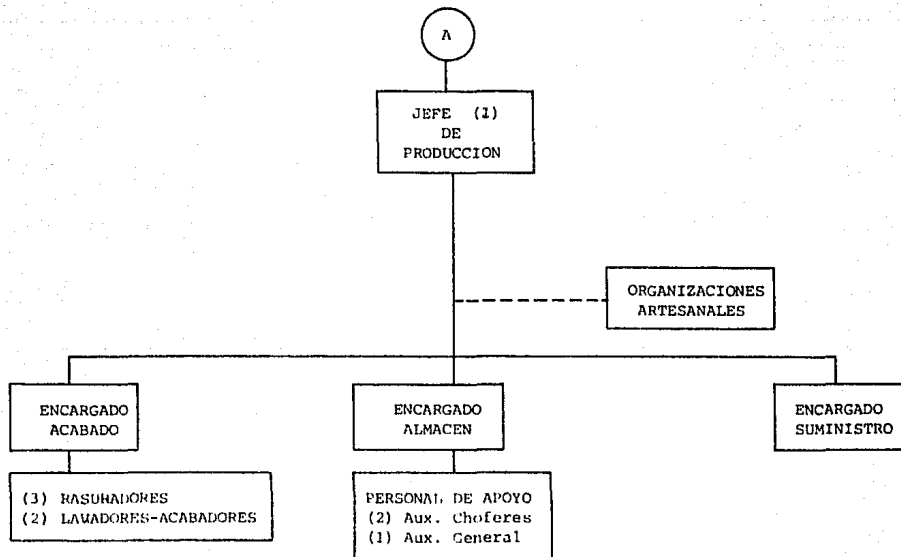 A
JEFE (1)
DE
PRODUCCION
ORGANIZACIONES
ARTESANALES
ENCARGADO
ACABADO
ENCARGADO
ALMACEN
ENCARGADO
SUMINISTRO
(3) RASURADORES
(2) LAVADORES-ACABADORES
PERSONAL DE APOYO
(2) Aux. Choferes
(1) Aux. General